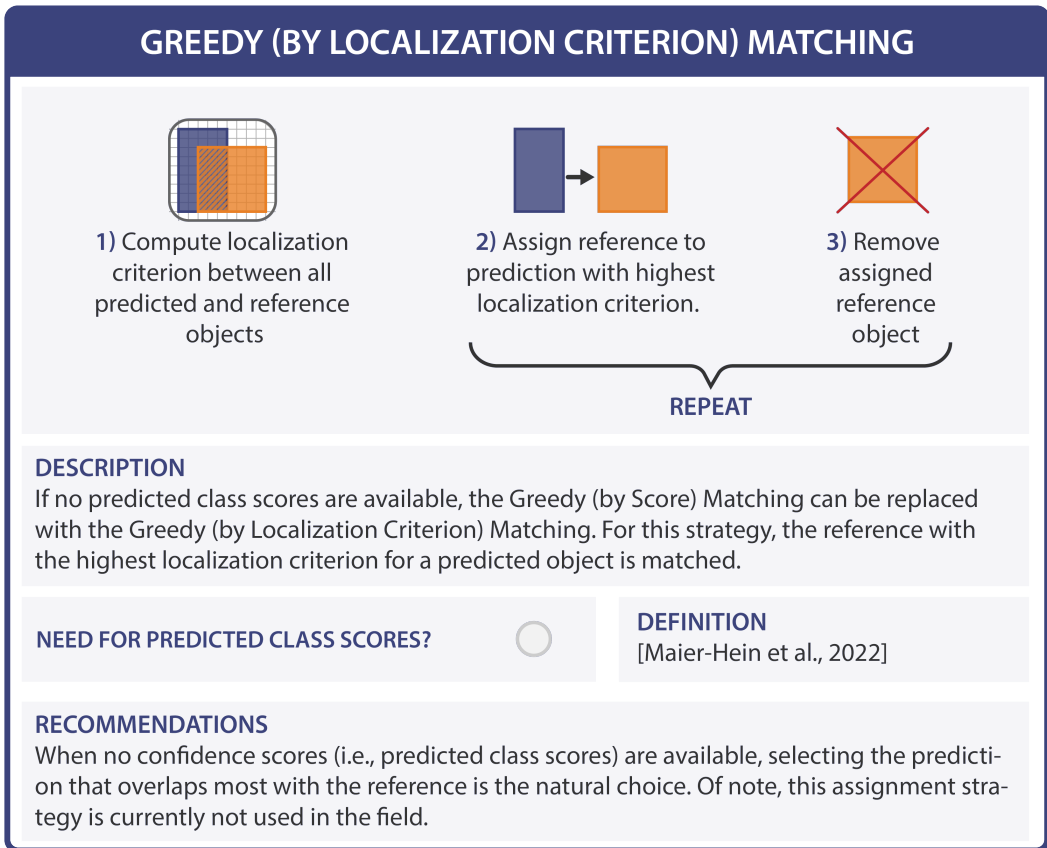 GREEDY (BY LOCALIZATION CRITERION) MATCHING
1) Compute localization
criterion between all
predicted and reference
objects
2) Assign reference to
prediction with highest
localization criterion.
3) Remove
assigned
reference
object
REPEAT
DESCRIPTION
If no predicted class scores are available, the Greedy (by Score) Matching can be replaced
with the Greedy (by Localization Criterion) Matching. For this strategy, the reference with
the highest localization criterion for a predicted object is matched.
NEED FOR PREDICTED CLASS SCORES?
DEFINITION
[Maier-Hein et al., 2022]
RECOMMENDATIONS
When no confidence scores (i.e., predicted class scores) are available, selecting the predicti-
on that overlaps most with the reference is the natural choice. Of note, this assignment stra-
tegy is currently not used in the field.